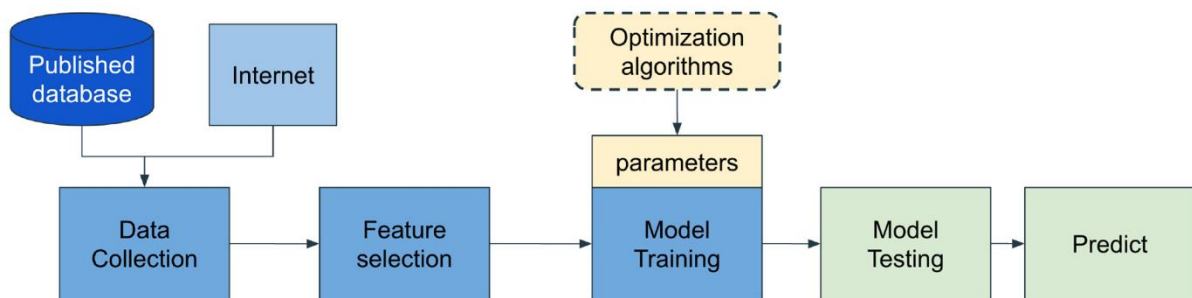 Published
database
Internet
Optimization
algorithms
parameters
Data
Collection
Feature
selection
Model
Training
Model
Testing
Predict